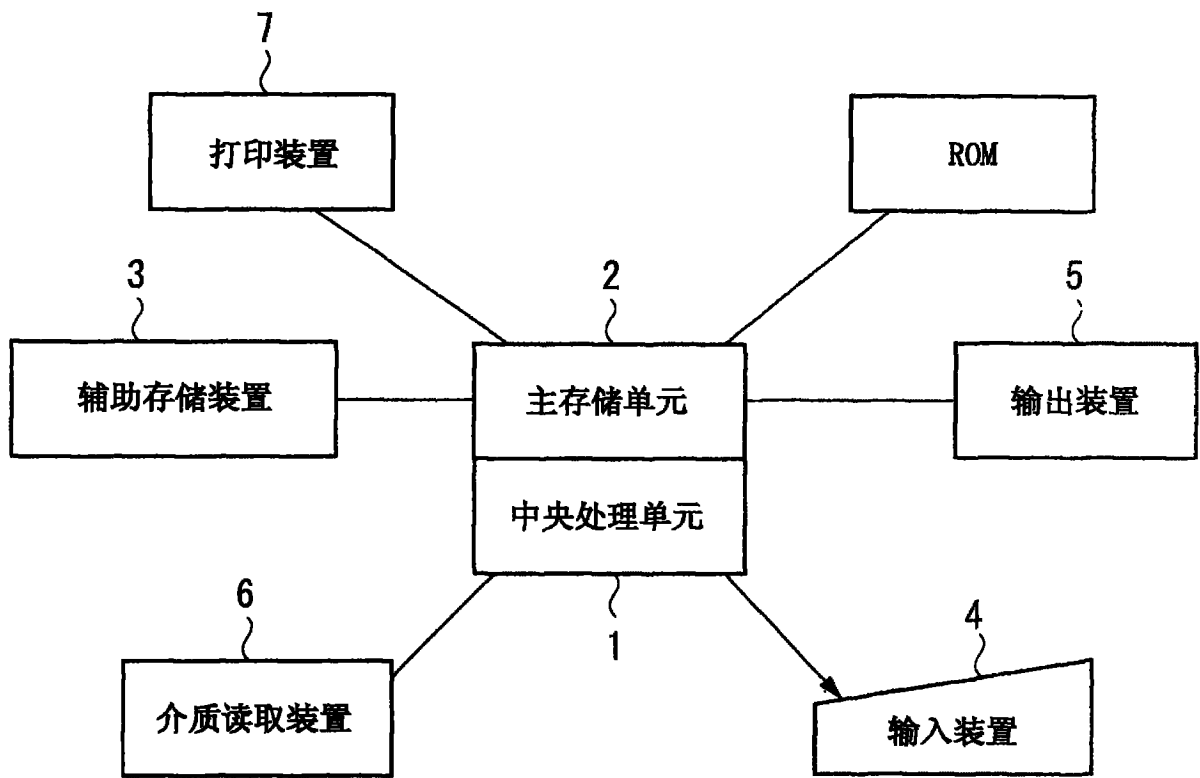 7
打印装置
ROM
3
2
5
辅助存储装置
主存储单元
输出装置
中央处理单元
6
1
4
介质读取装置
输入装置